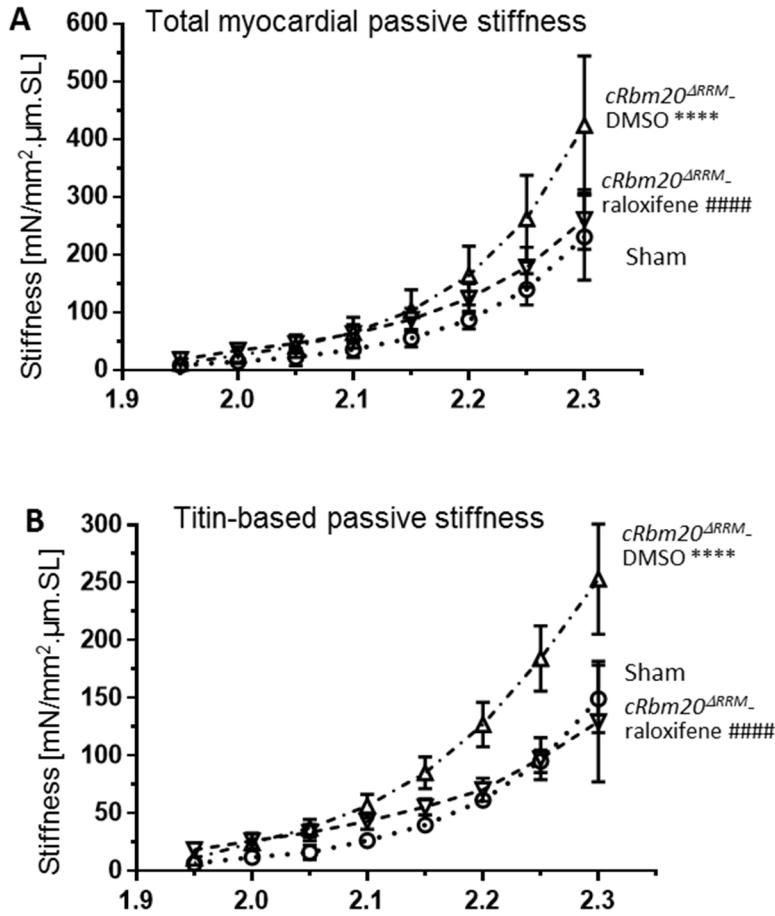 A
Total myocardial passive stiffness
Stiffness [mN/mm².µm.SL]
600
500
400
300
200
100
0
1.9
2.0
2.1
2.2
2.3
cRbm20ΔRRM-
DMSO ****
cRbm20ΔRRM-
raloxifene ####
Sham
B
Titin-based passive stiffness
Stiffness [mN/mm².µm.SL]
300
250
200
150
100
50
0
1.9
2.0
2.1
2.2
2.3
cRbm20ΔRRM-
DMSO ****
Sham
cRbm20ΔRRM-
raloxifene ####